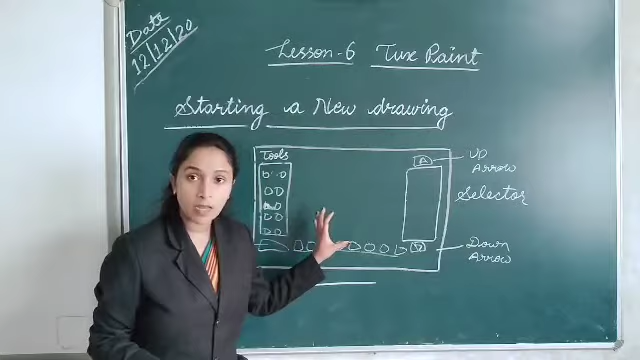 Date
12/12/20
Lesson-6 Tux Paint
Starting a New drawing
Tools
UP
Arrow
Selector
Down
Arrow